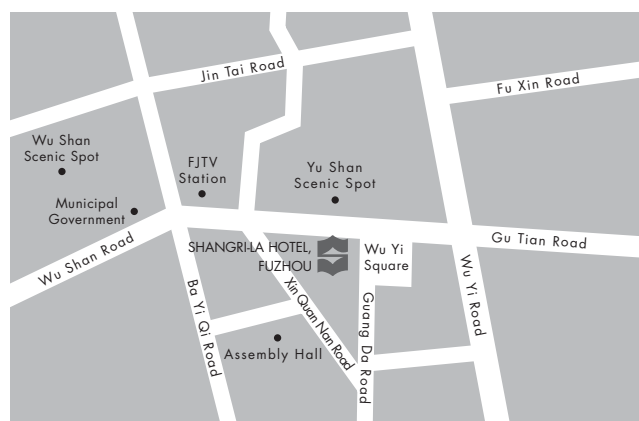 Jin Tai Road
Fu Xin Road
Wu Shan
Scenic Spot
FJTV
Station
Yu Shan
Scenic Spot
Municipal
Government
Wu Shan Road
SHANGRI-LA HOTEL,
FUZHOU
Wu Yi
Square
Gu Tian Road
Ba Yi Qi Road
Xin Quan Nan Road
Guang Da Road
Wu Yi Road
Assembly Hall